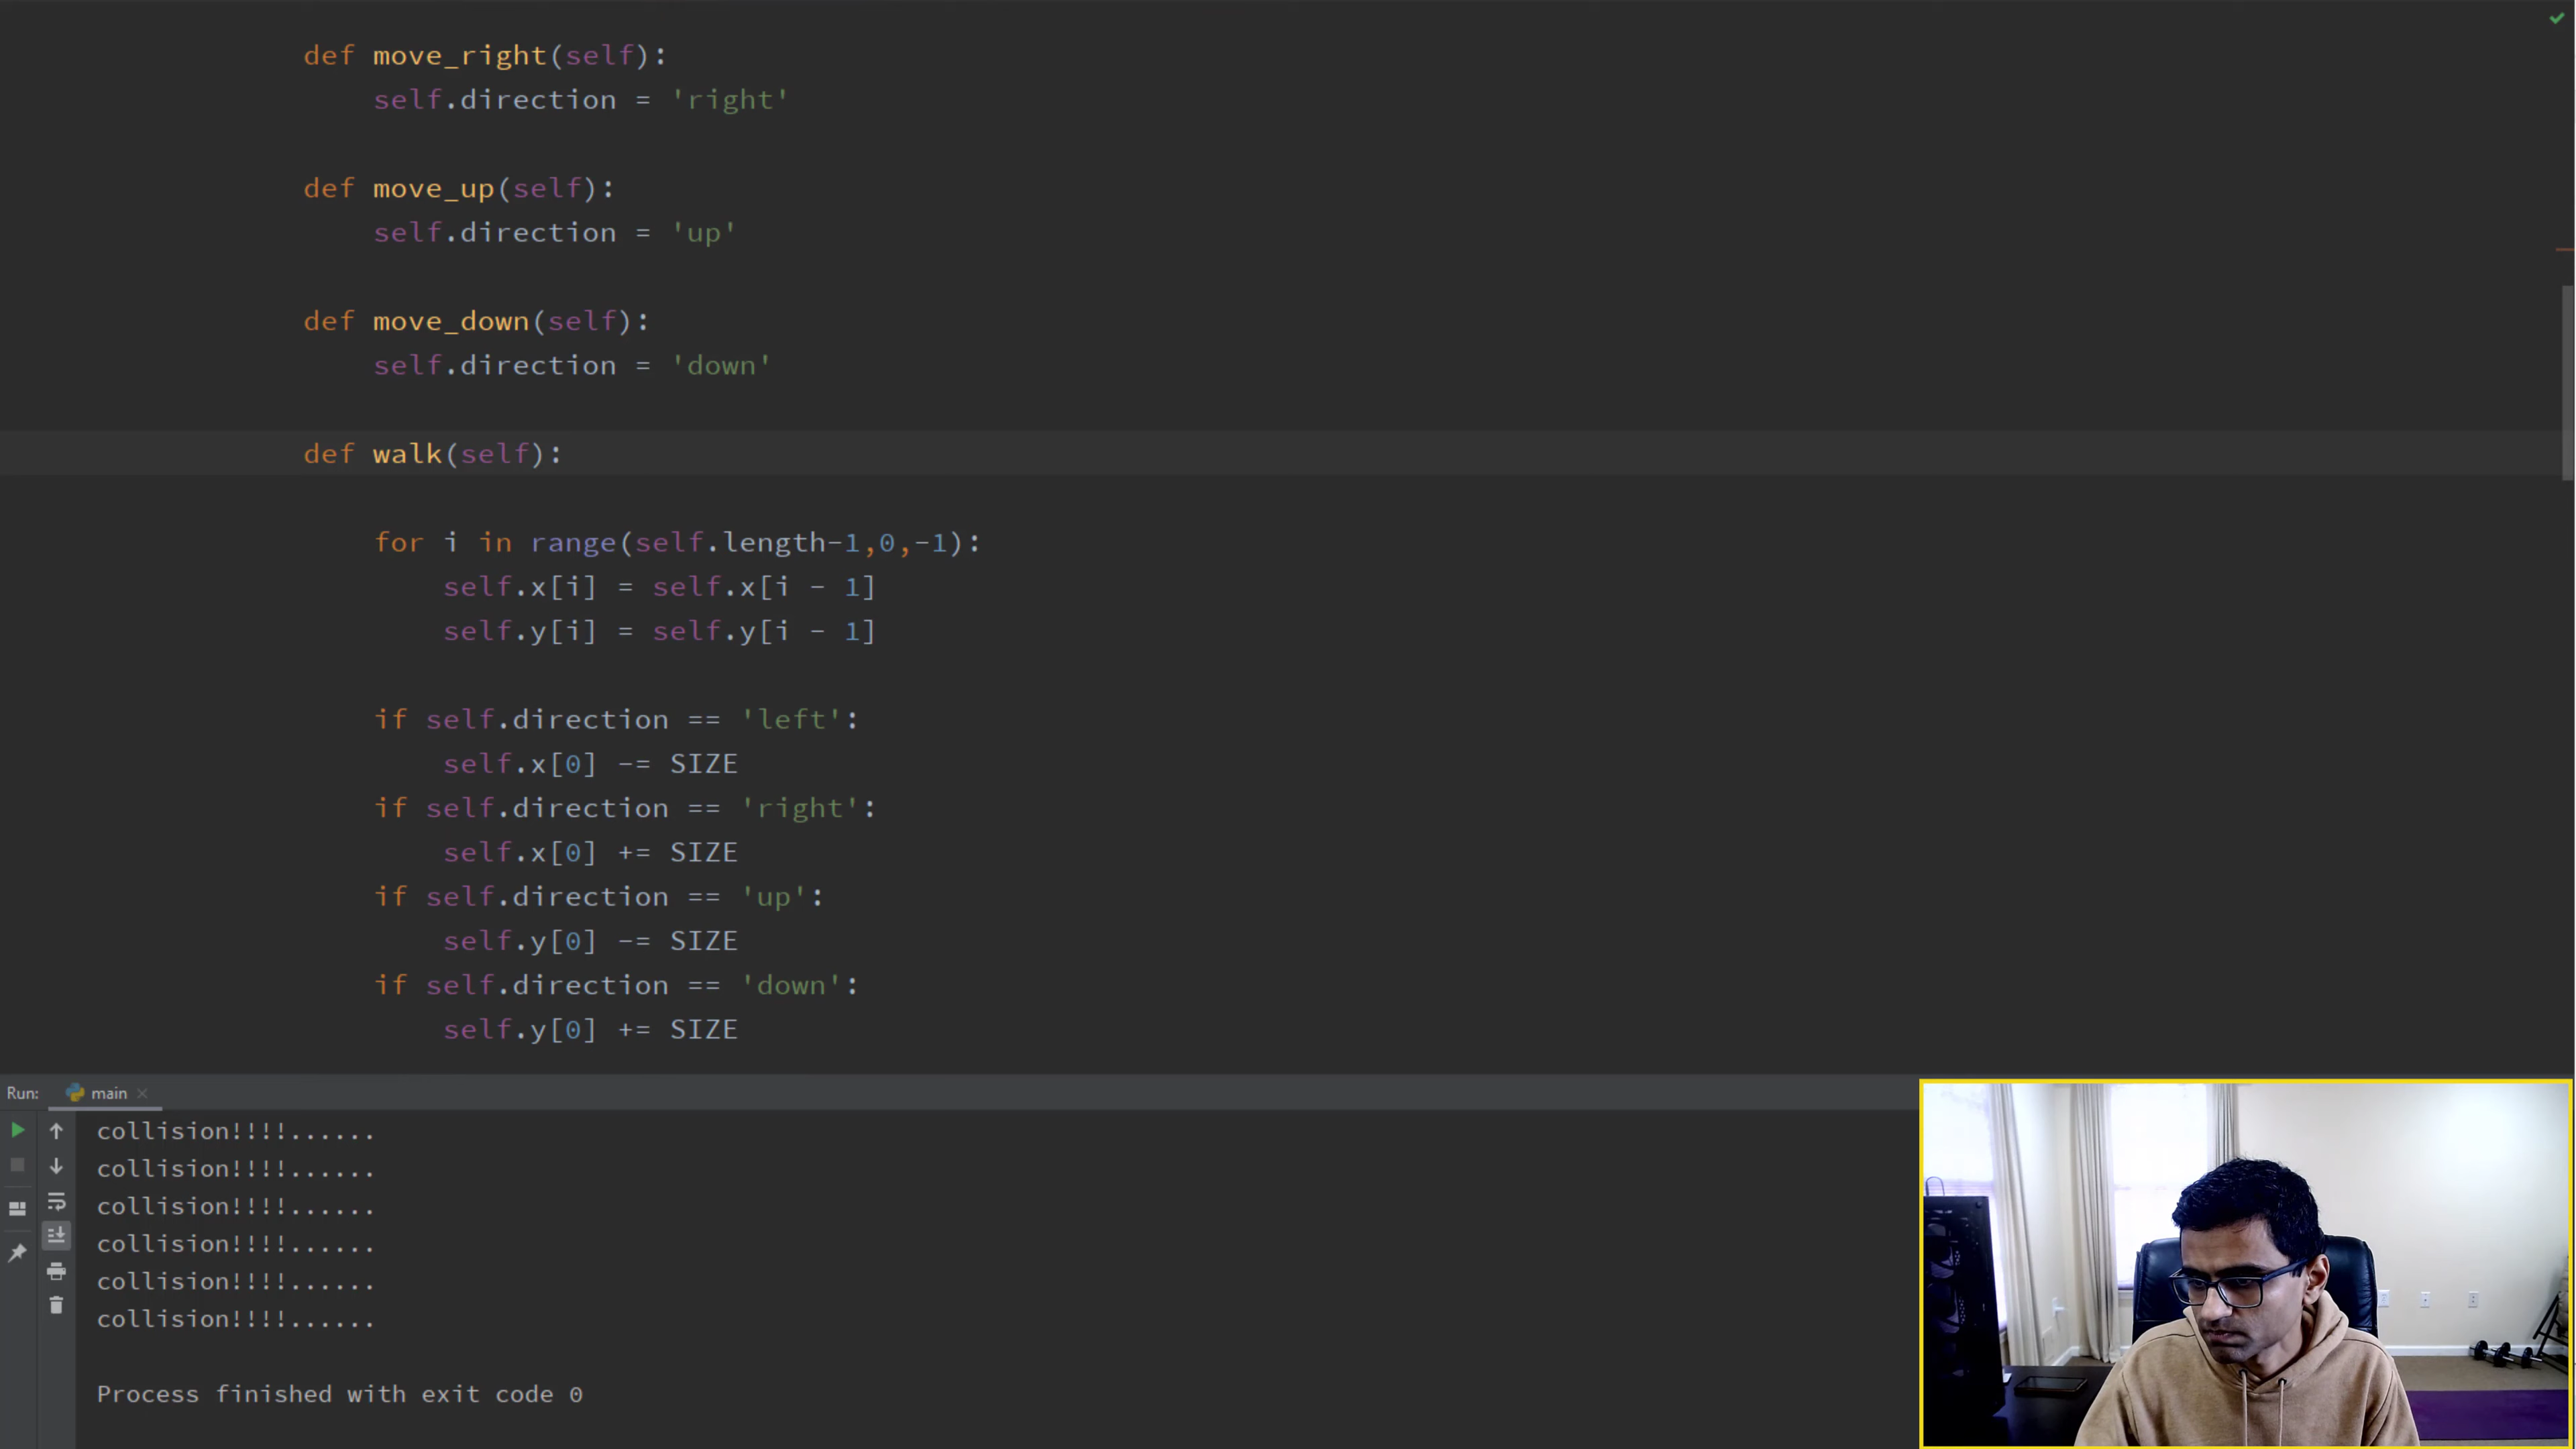 def move_right(self):
self.direction = 'right'
def move_up(self):
self.direction = 'up'
def move_down(self):
self.direction = 'down'
def walk(self):
for i in range(self.length-1,0,-1):
self.x[i] = self.x[i - 1]
self.y[i] = self.y[i - 1]
if self.direction == 'left':
self.x[0] -= SIZE
if self.direction == 'right':
self.x[0] += SIZE
if self.direction == 'up':
self.y[0] -= SIZE
if self.direction == 'down':
self.y[0] += SIZE
Run: main
collision!!!!......
collision!!!!......
collision!!!!......
collision!!!!......
collision!!!!......
collision!!!!......
Process finished with exit code 0